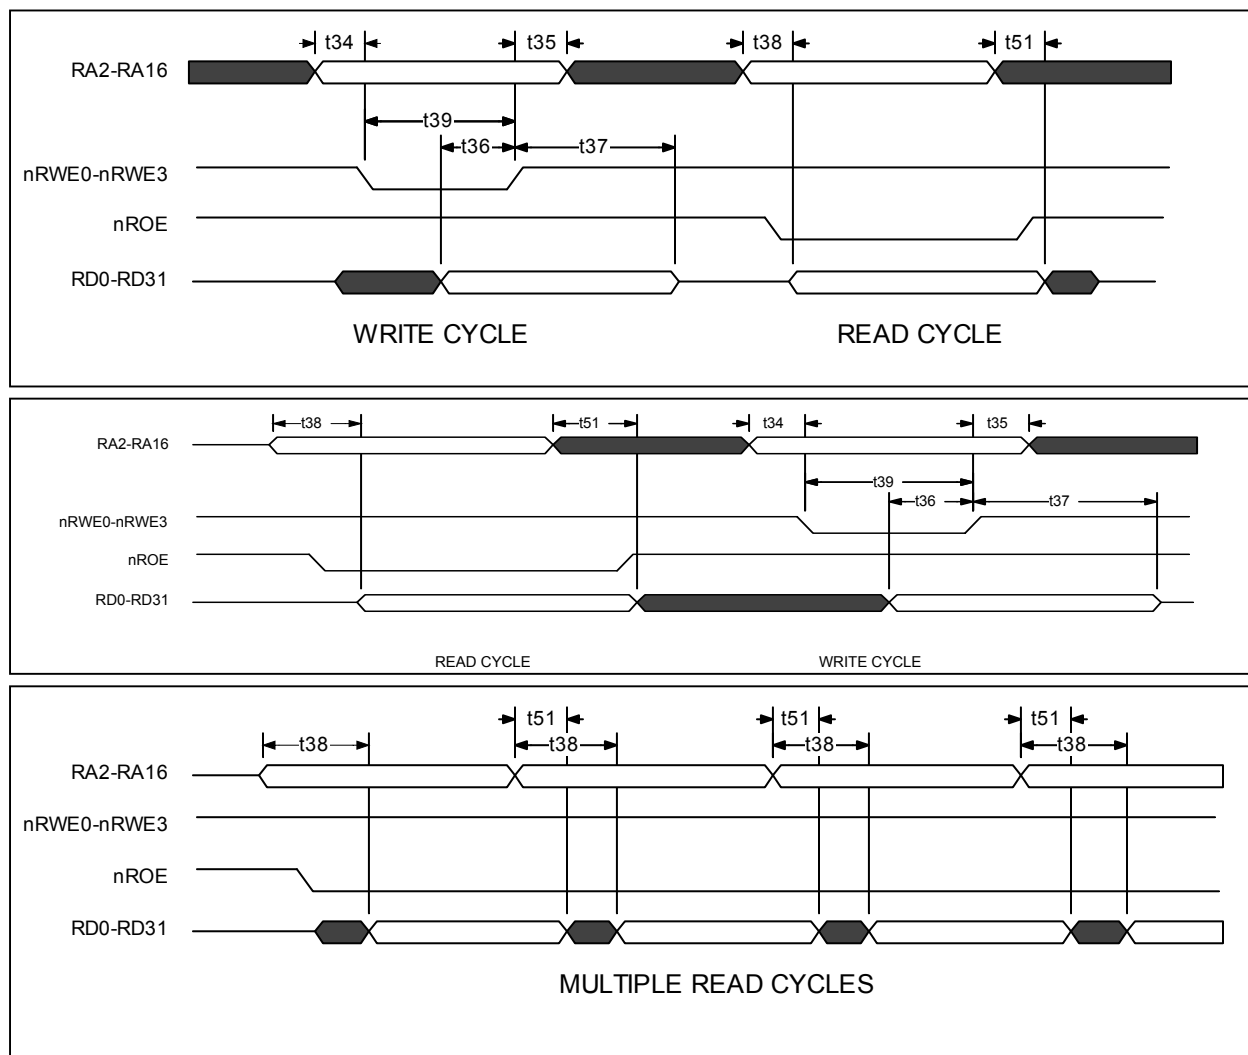 t34 t35 t38 t51
RA2-RA16
t39
t36 t37
nRWE0-nRWE3
nROE
RD0-RD31
WRITE CYCLE READ CYCLE
t38 t51 t34 t35
RA2-RA16
t39
t36 t37
nRWE0-nRWE3
nROE
RD0-RD31
READ CYCLE WRITE CYCLE
t51 t51 t51
t38 t38 t38 t38
RA2-RA16
nRWE0-nRWE3
nROE
RD0-RD31
MULTIPLE READ CYCLES